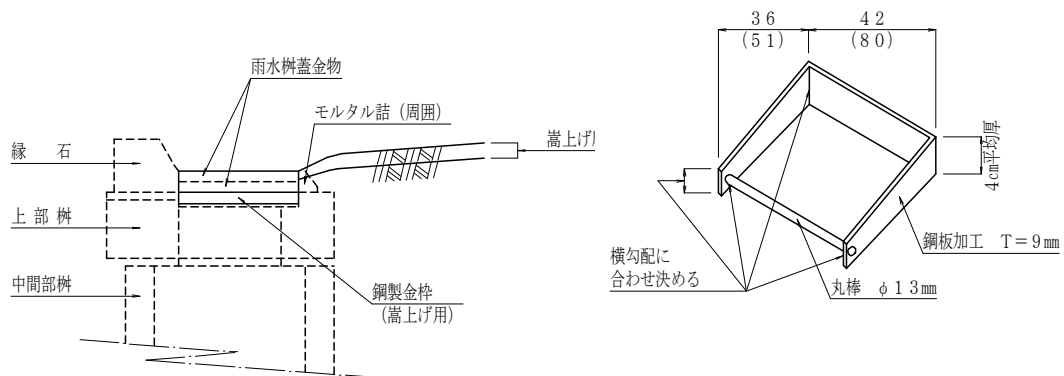 雨水桝蓋金物
モルタル詰（周囲）
嵩上げ
縁　石
上 部 桝
中間部桝
鋼製金枠
（嵩上げ用）
３６
（５１）
４２
（８０）
4cm平均厚
横勾配に
合わせ決める
鋼板加工　Ｔ＝９㎜
丸棒　φ１３㎜